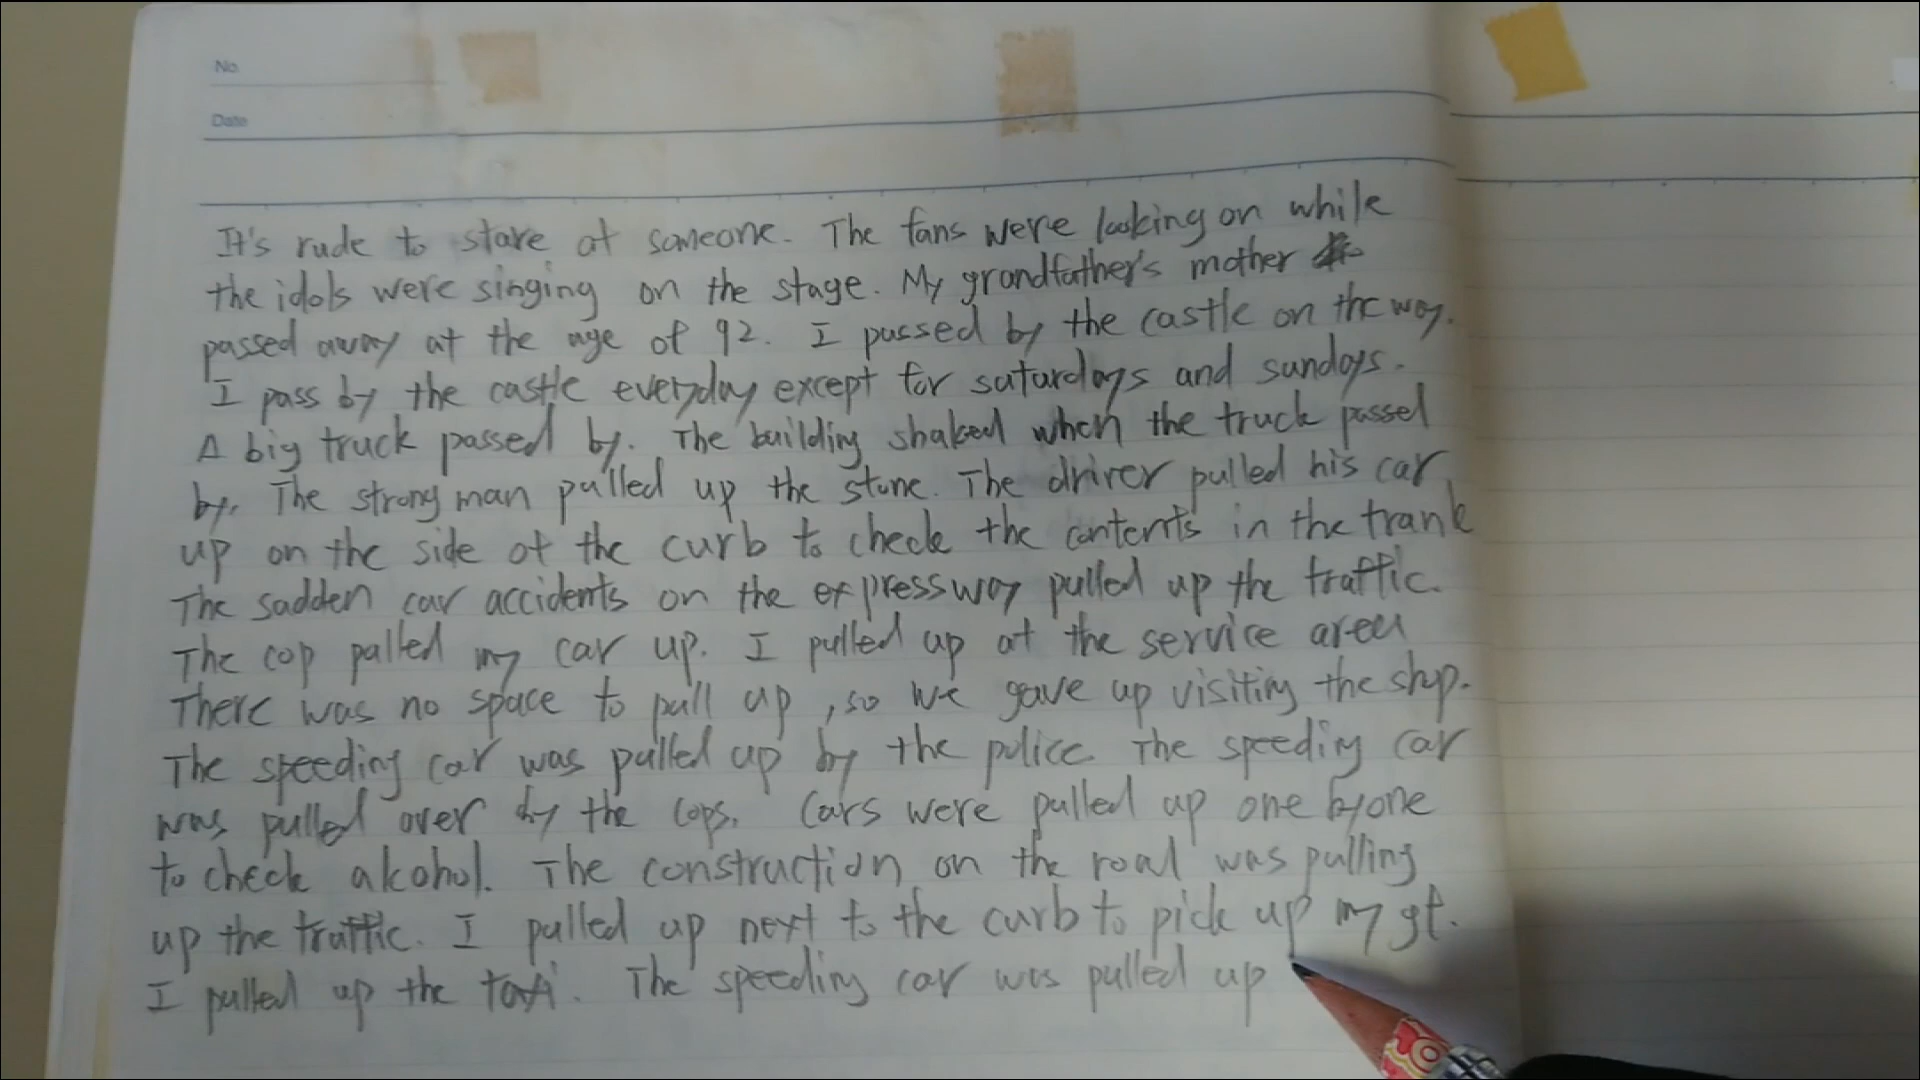 No.
Date
It's rude to stare at someone. The fans were looking on while
the idols were singing on the stage. My grandfather's mother
passed away at the age of 92. I passed by the castle on the way.
I pass by the castle everyday except for saturdays and sundays.
A big truck passed by. The building shaked when the truck passed
by. The strong man pulled up the stone. The driver pulled his car
up on the side of the curb to check the contents in the trank
The sadden car accidents on the expressway pulled up the traffic.
The cop palled my car up. I pulled up at the service area
There was no space to pull up, so we gave up visiting the shop.
The speeding car was pulled up by the police. The speeding car
was pulled over by the cops. Cars were pulled up one by one
to check alcohol. The construction on the road was pulling
up the traffic. I pulled up next to the curb to pick up my gf.
I pulled up the taxi. The speeding car was pulled up